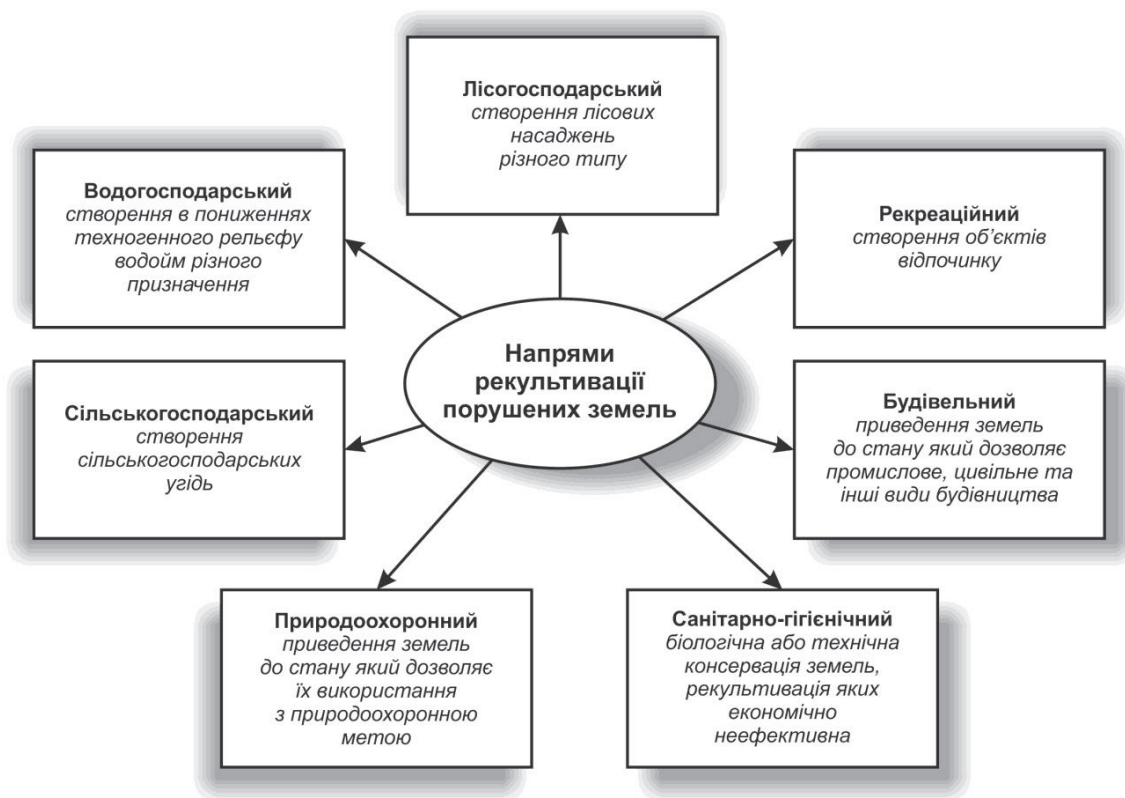 Лісогосподарський
створення лісових
насаджень
різного типу
Водогосподарський
створення в пониженнях
техногенного рельєфу
водойм різного
призначення
Рекреаційний
створення об’єктів
відпочинку
Напрями
рекультивації
порушених земель
Сільськогосподарський
створення
сільськогосподарських
угідь
Будівельний
приведення земель
до стану який дозволяє
промислове, цивільне та
інші види будівництва
Природоохоронний
приведення земель
до стану який дозволяє
їх використання
з природоохоронною
метою
Санітарно-гігієнічний
біологічна або технічна
консервація земель,
рекультивація яких
економічно
неефективна